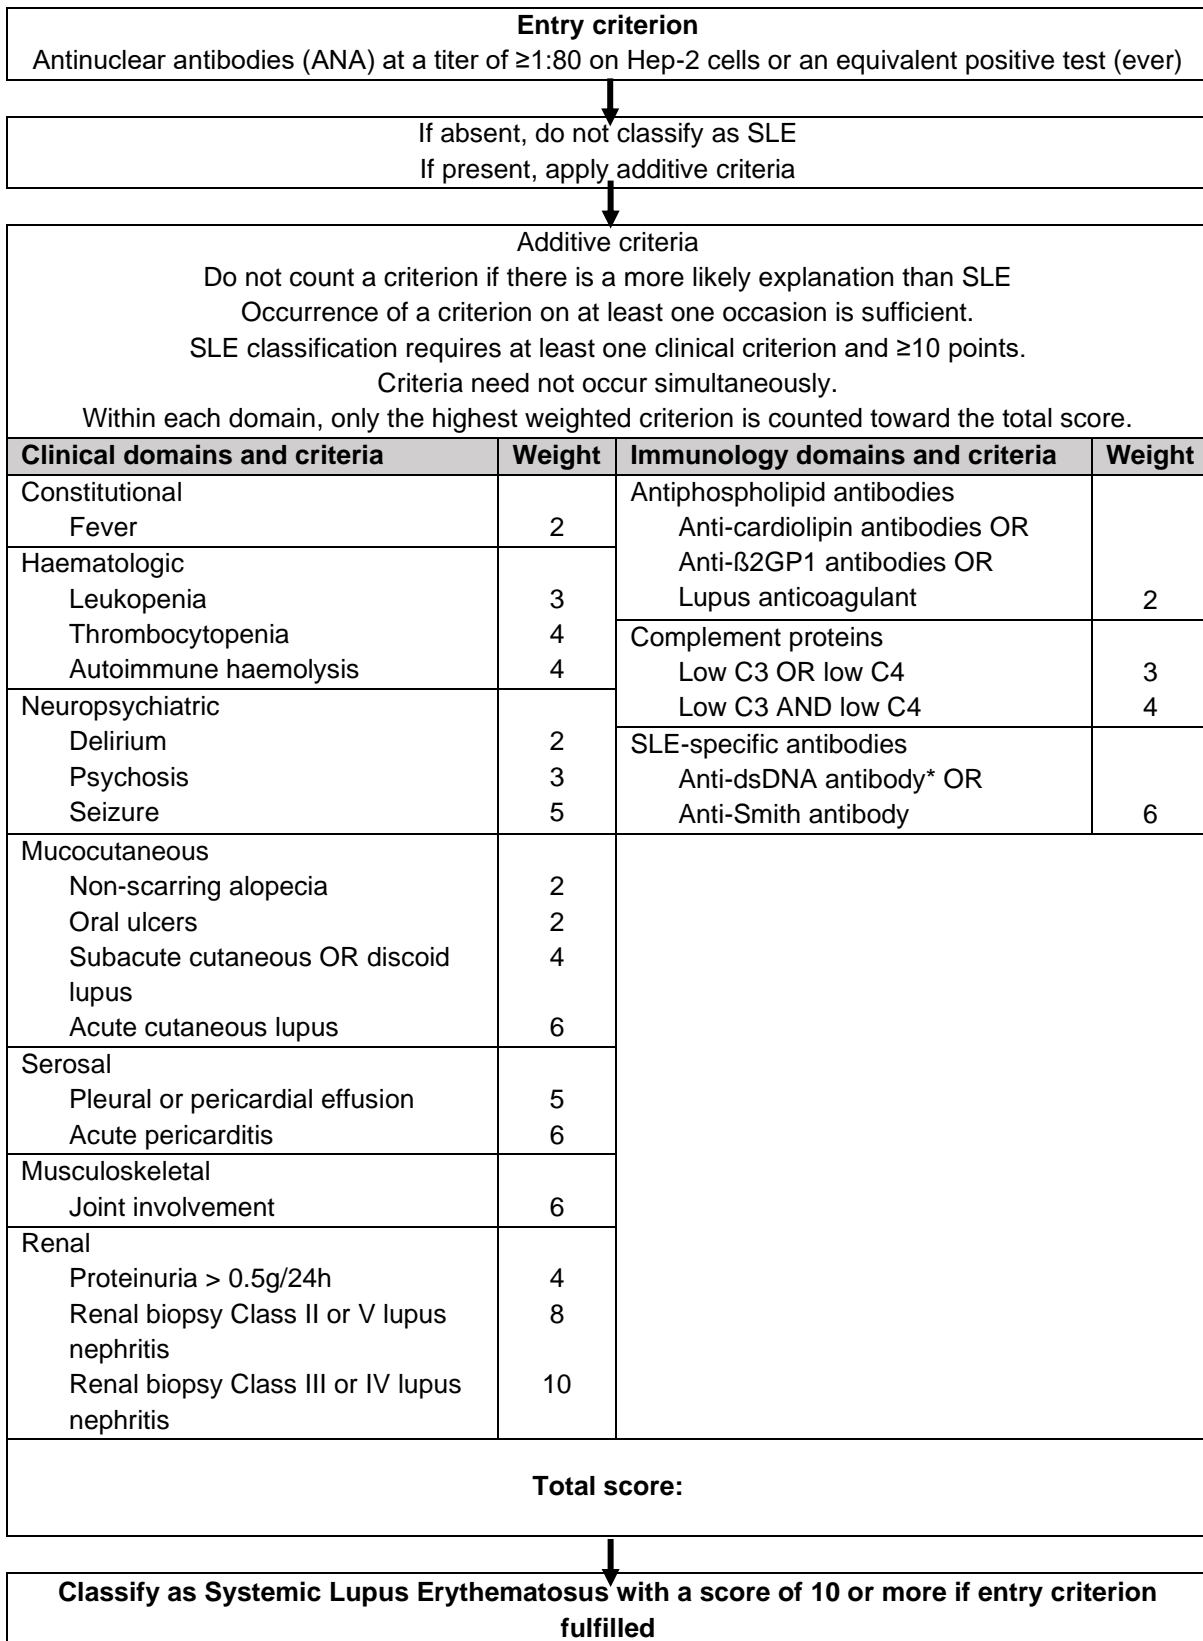 Entry criterion
Antinuclear antibodies (ANA) at a titer of ≥1:80 on Hep-2 cells or an equivalent positive test (ever)
If absent, do not classify as SLE
If present, apply additive criteria
Additive criteria
Do not count a criterion if there is a more likely explanation than SLE
Occurrence of a criterion on at least one occasion is sufficient.
SLE classification requires at least one clinical criterion and ≥10 points.
Criteria need not occur simultaneously.
Within each domain, only the highest weighted criterion is counted toward the total score.
Clinical domains and criteria Weight
Constitutional
Fever 2
Haematologic
Leukopenia 3
Thrombocytopenia 4
Autoimmune haemolysis 4
Neuropsychiatric
Delirium 2
Psychosis 3
Seizure 5
Mucocutaneous
Non-scarring alopecia 2
Oral ulcers 2
Subacute cutaneous OR discoid 4
lupus
Acute cutaneous lupus 6
Serosal
Pleural or pericardial effusion 5
Acute pericarditis 6
Musculoskeletal
Joint involvement 6
Renal
Proteinuria > 0.5g/24h 4
Renal biopsy Class II or V lupus 8
nephritis
Renal biopsy Class III or IV lupus 10
nephritis
Immunology domains and criteria Weight
Antiphospholipid antibodies
Anti-cardiolipin antibodies OR
Anti-ß2GP1 antibodies OR
Lupus anticoagulant 2
Complement proteins
Low C3 OR low C4 3
Low C3 AND low C4 4
SLE-specific antibodies
Anti-dsDNA antibody* OR
Anti-Smith antibody 6
Total score:
Classify as Systemic Lupus Erythematosus with a score of 10 or more if entry criterion
fulfilled